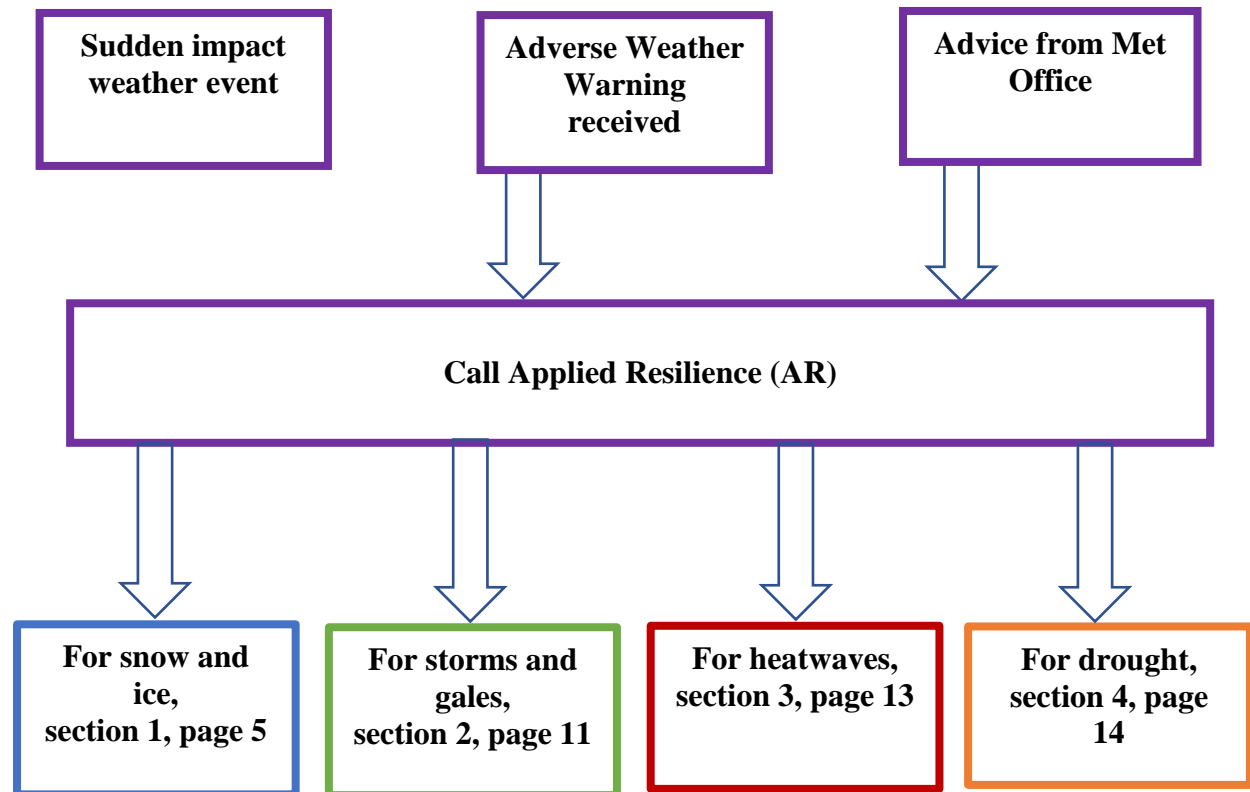 Sudden impact
weather event
Adverse Weather
Warning
received
Advice from Met
Office
Call Applied Resilience (AR)
For snow and
ice,
section 1, page 5
For storms and
gales,
section 2, page 11
For heatwaves,
section 3, page 13
For drought,
section 4, page
14